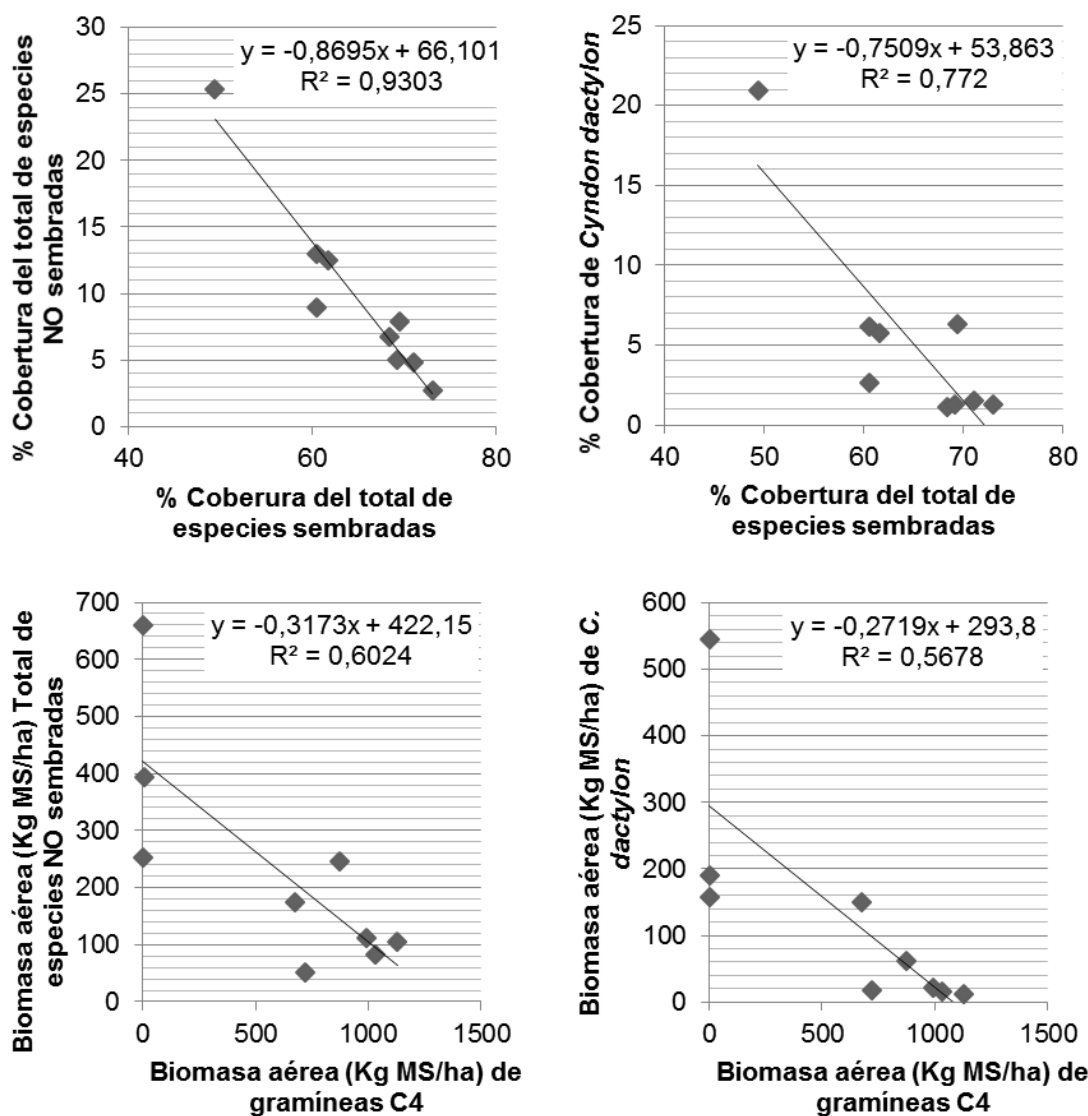 % Cobertura del total de especies
NO sembradas
30
25
20
15
10
5
0
y = -0,8695x + 66,101
R² = 0,9303
40
60
80
% Coberura del total de
especies sembradas
% Cobertura de Cyndon dactylon
25
20
15
10
5
0
y = -0,7509x + 53,863
R² = 0,772
40
50
60
70
80
% Cobertura del total de
especies sembradas
Biomasa aérea (Kg MS/ha) Total de
especies NO sembradas
700
600
500
400
300
200
100
0
y = -0,3173x + 422,15
R² = 0,6024
0
500
1000
1500
Biomasa aérea (Kg MS/ha) de
gramíneas C4
Biomasa aérea (Kg MS/ha) de C.
dactylon
600
500
400
300
200
100
0
y = -0,2719x + 293,8
R² = 0,5678
0
500
1000
1500
Biomasa aérea (Kg MS/ha) de
gramíneas C4